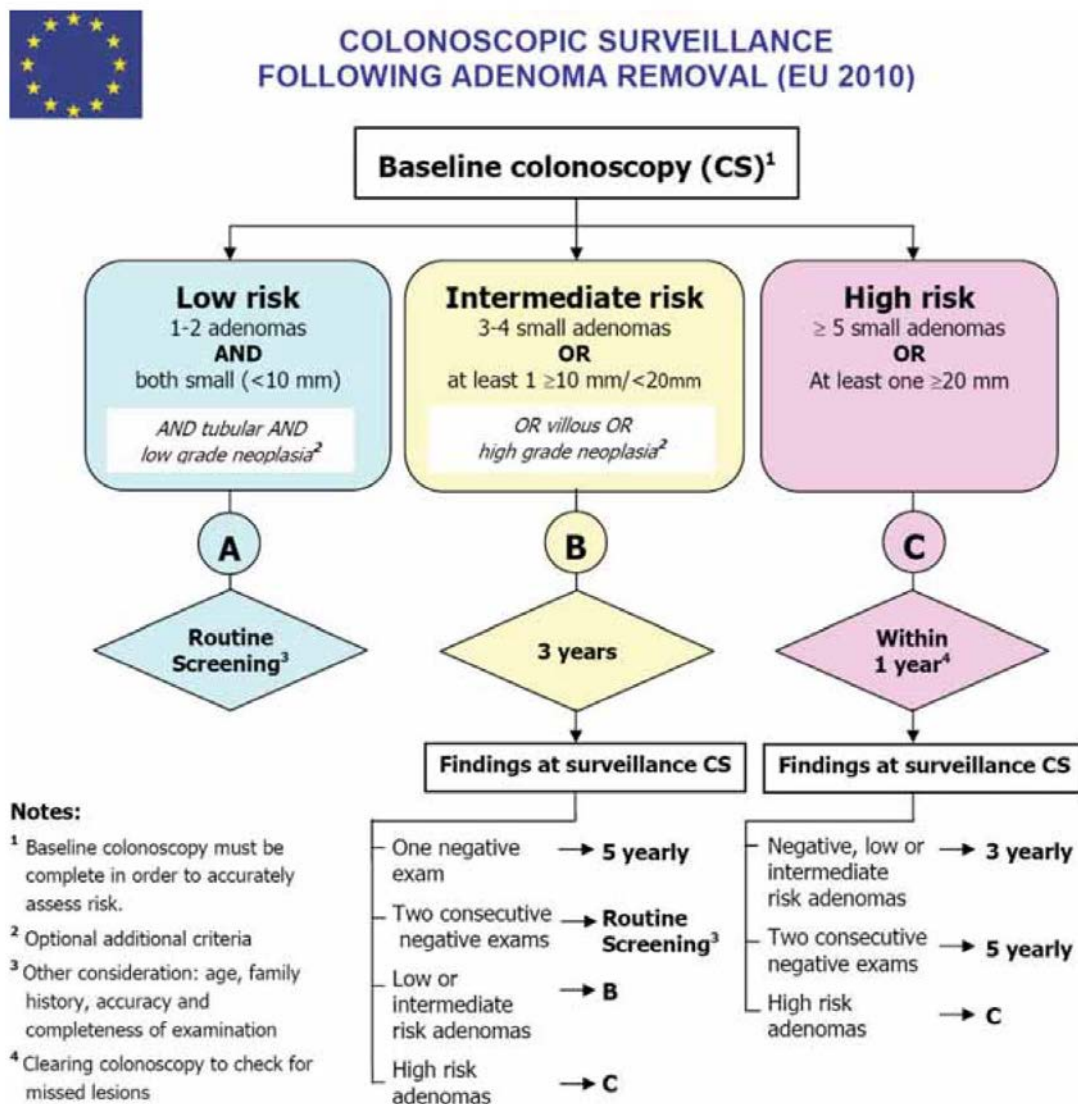 COLONOSCOPIC SURVEILLANCE
FOLLOWING ADENOMA REMOVAL (EU 2010)
Baseline colonoscopy (CS)¹
Low risk
1-2 adenomas
AND
both small (<10 mm)
AND tubular AND
low grade neoplasia²
Intermediate risk
3-4 small adenomas
OR
at least 1 ≥10 mm/<20mm
OR villous OR
high grade neoplasia²
High risk
≥ 5 small adenomas
OR
At least one ≥20 mm
A
B
C
Routine
Screening³
3 years
Within
1 year⁴
Findings at surveillance CS
One negative
exam
5 yearly
Two consecutive
negative exams
Routine
Screening³
Low or
intermediate
risk adenomas
B
High risk
adenomas
C
Findings at surveillance CS
Negative, low or
intermediate
risk adenomas
3 yearly
Two consecutive
negative exams
5 yearly
High risk
adenomas
C
Notes:
¹ Baseline colonoscopy must be
complete in order to accurately
assess risk.
² Optional additional criteria
³ Other consideration: age, family
history, accuracy and
completeness of examination
⁴ Clearing colonoscopy to check for
missed lesions